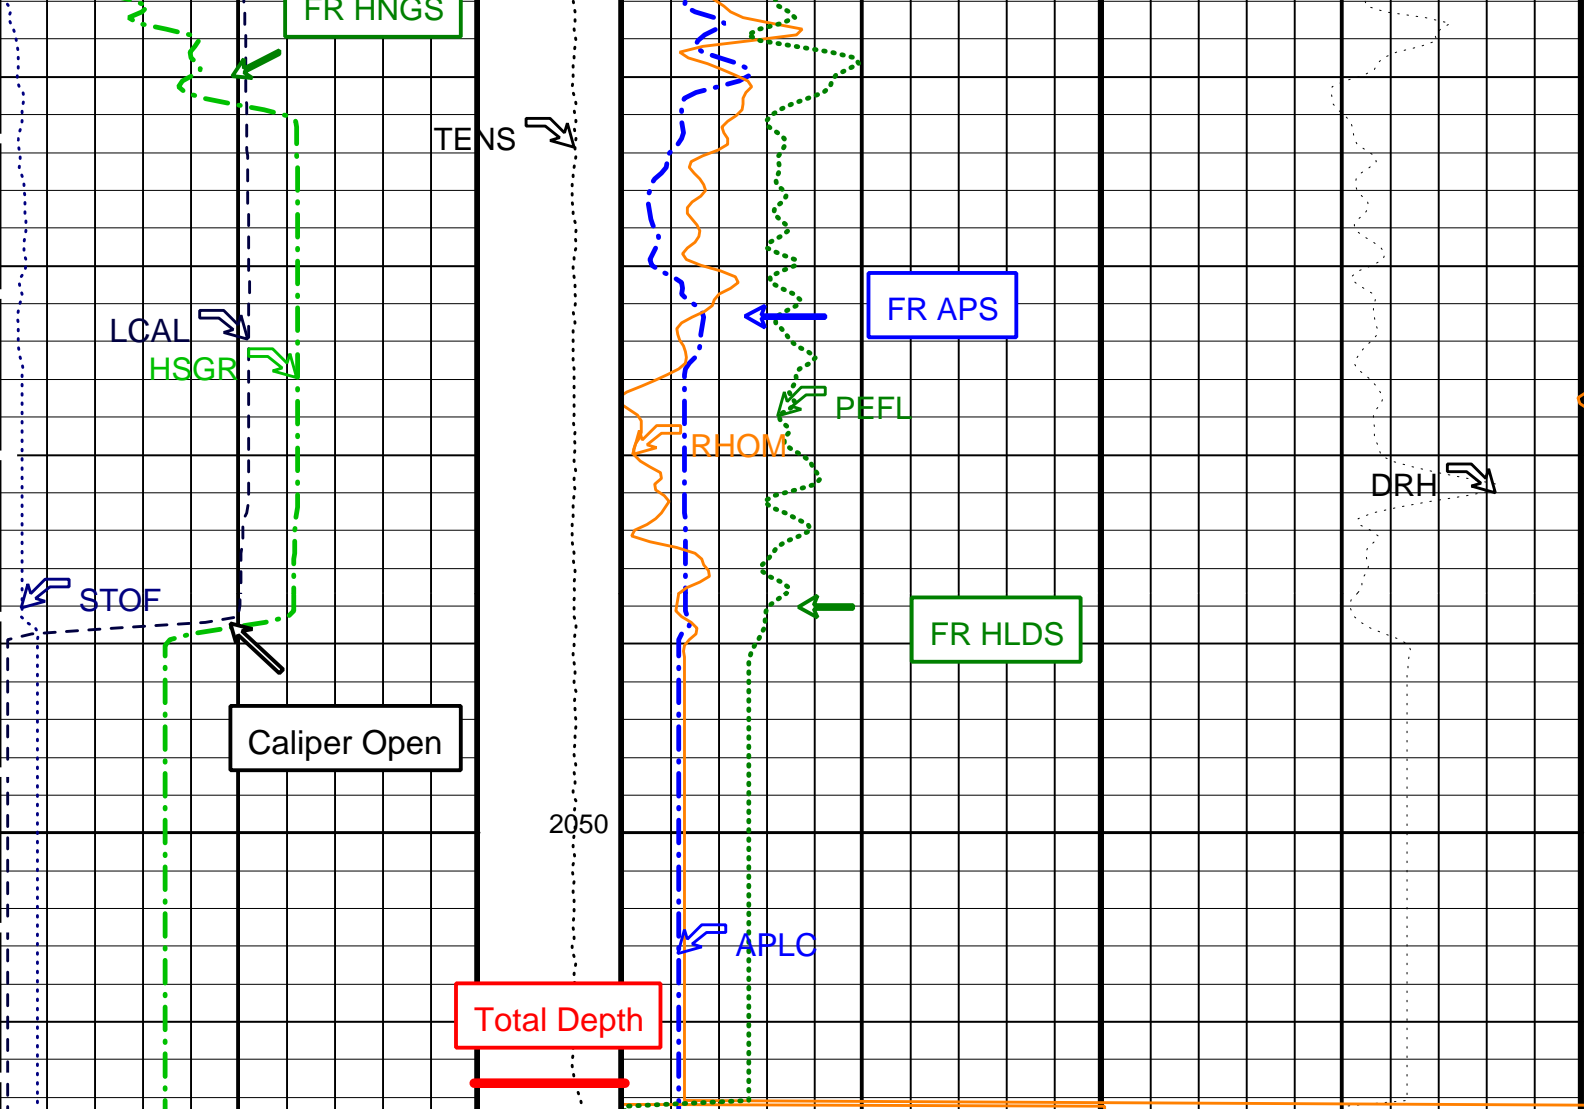 FR HNGS
TENS
FR APS
LCAL
HSGR
PEFL
RHOM
DRH
STOF
FR HLDS
Caliper Open
2050
APLC
Total Depth